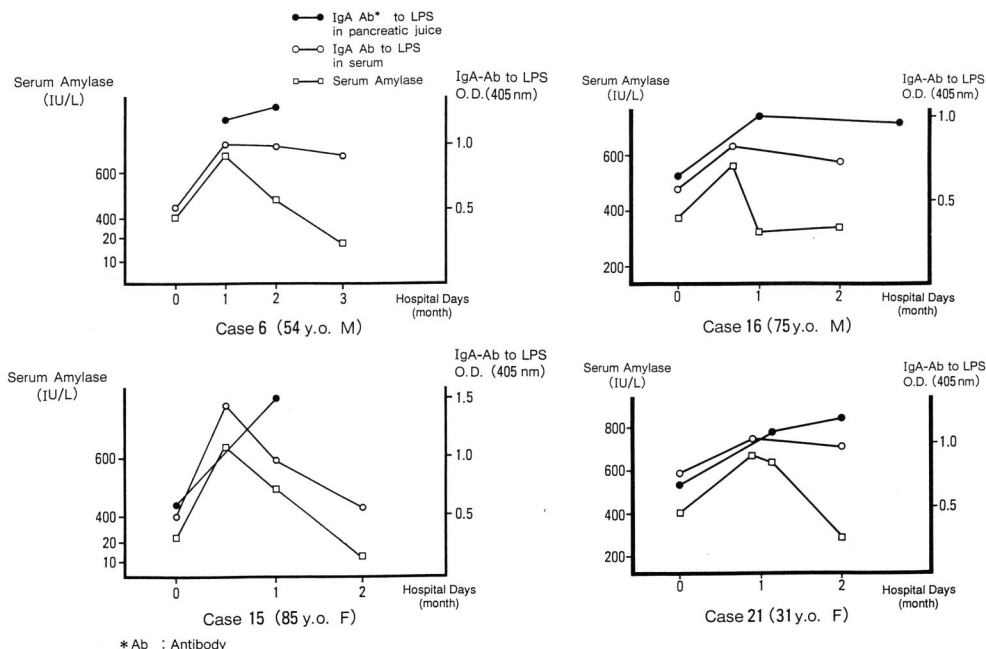 IgA Ab* to LPS
in pancreatic juice
IgA Ab to LPS
in serum
Serum Amylase
Serum Amylase
(IU/L)
IgA-Ab to LPS
O.D. (405 nm)
600
400
20
10
1.0
0.5
0 1 2 3
Hospital Days
(month)
Case 6 (54 y.o. M)
Serum Amylase
(IU/L)
IgA-Ab to LPS
O.D. (405 nm)
600
400
200
1.0
0.5
0 1 2
Hospital Days
(month)
Case 16 (75 y.o. M)
Serum Amylase
(IU/L)
IgA-Ab to LPS
O.D. (405 nm)
600
400
20
10
1.5
1.0
0.5
0 1 2
Hospital Days
(month)
Case 15 (85 y.o. F)
Serum Amylase
(IU/L)
IgA-Ab to LPS
O.D. (405 nm)
800
600
400
200
1.0
0.5
0 1 2
Hospital Days
(month)
Case 21 (31 y.o. F)
* Ab : Antibody